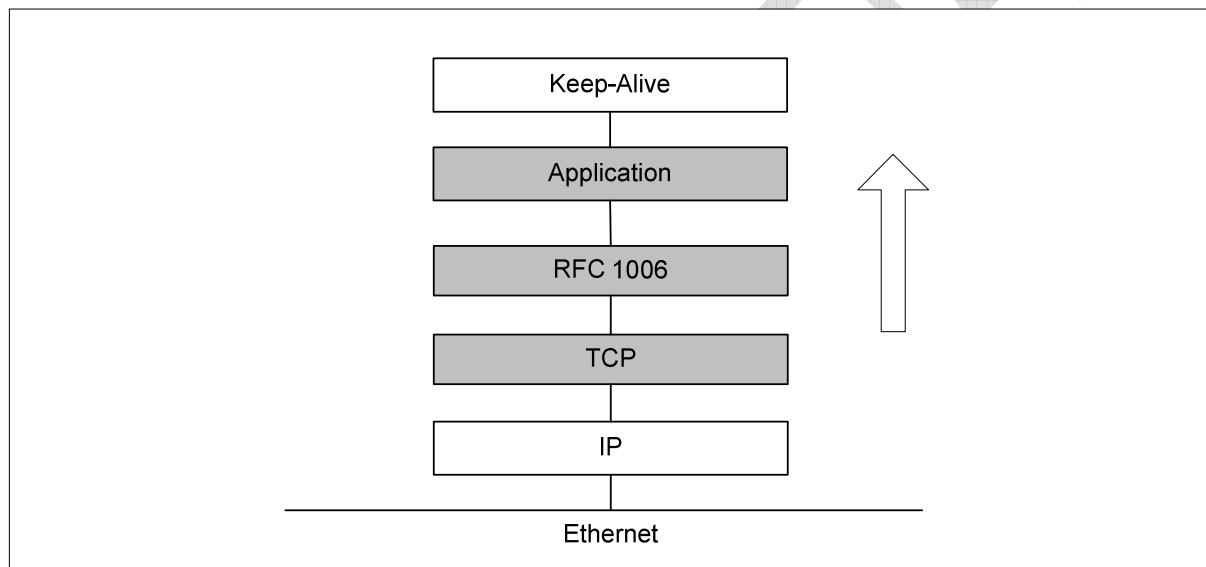 Keep-Alive
Application
RFC 1006
TCP
IP
Ethernet